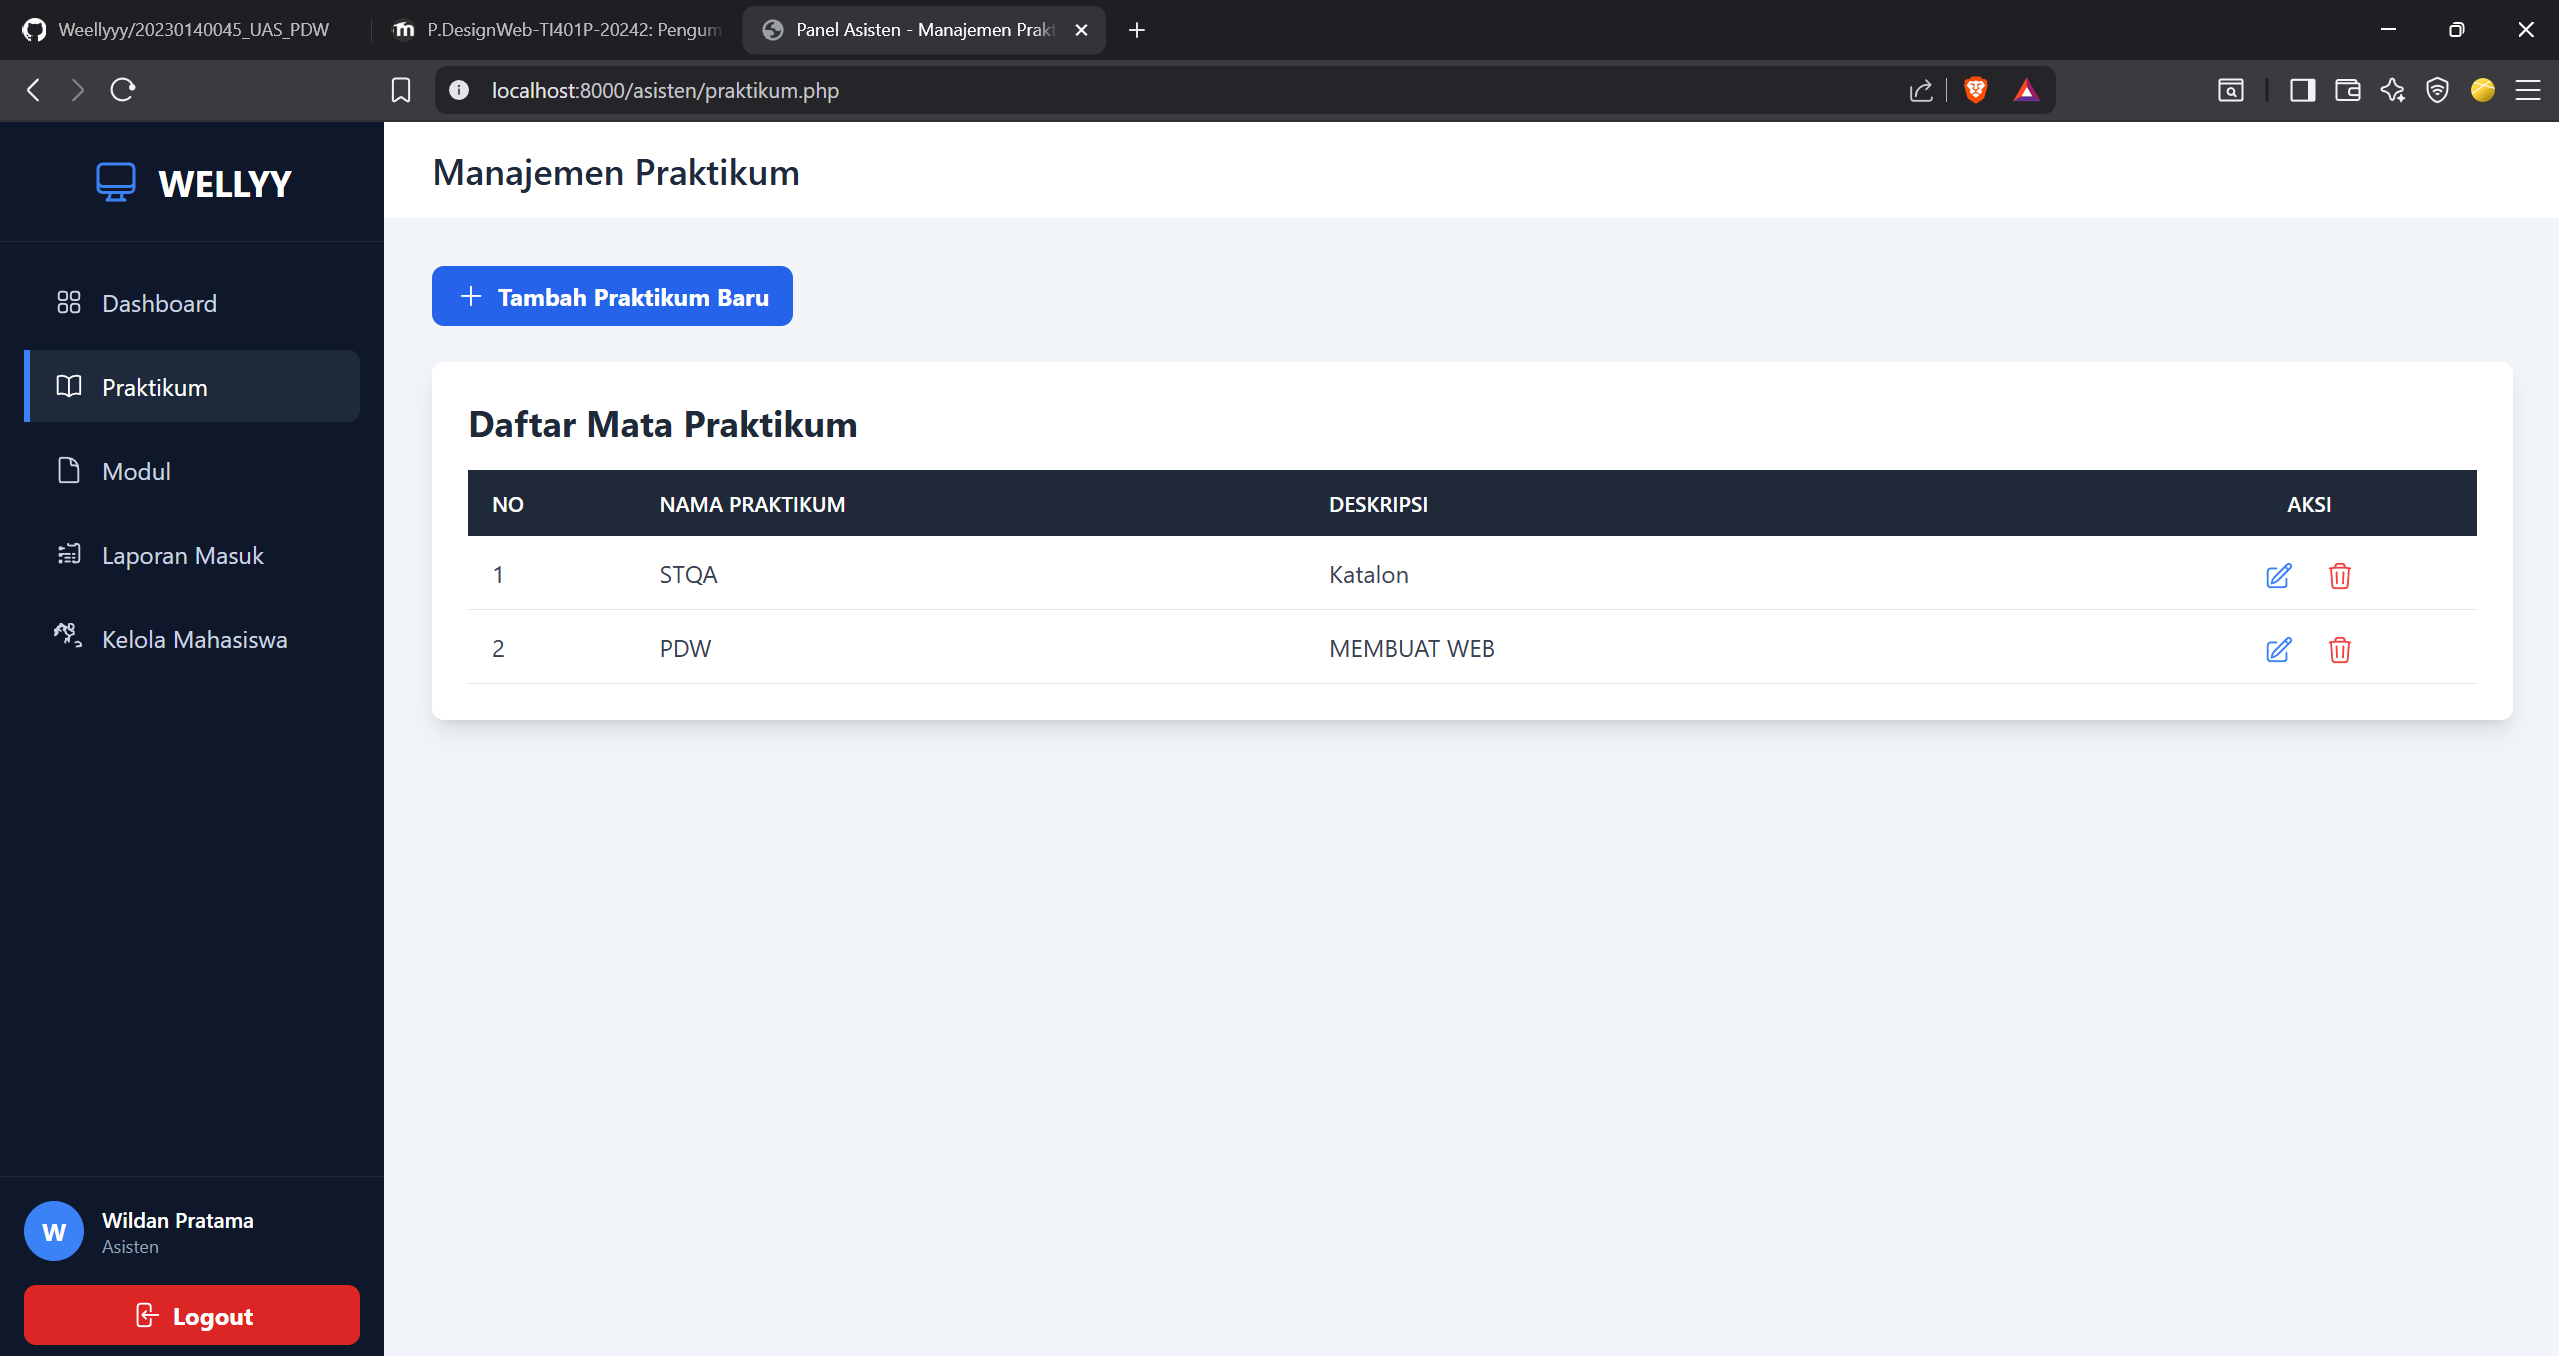 Weellyyy/20230140045_UAS_PDW
P.DesignWeb-TI401P-20242: Pengum
Panel Asisten - Manajemen Prakt
localhost:8000/asisten/praktikum.php
WELLYY
Dashboard
Praktikum
Modul
Laporan Masuk
Kelola Mahasiswa
Wildan Pratama
W
Asisten
Logout
Manajemen Praktikum
Tambah Praktikum Baru
Daftar Mata Praktikum
NO NAMA PRAKTIKUM DESKRIPSI AKSI
1 STQA Katalon
2 PDW MEMBUAT WEB